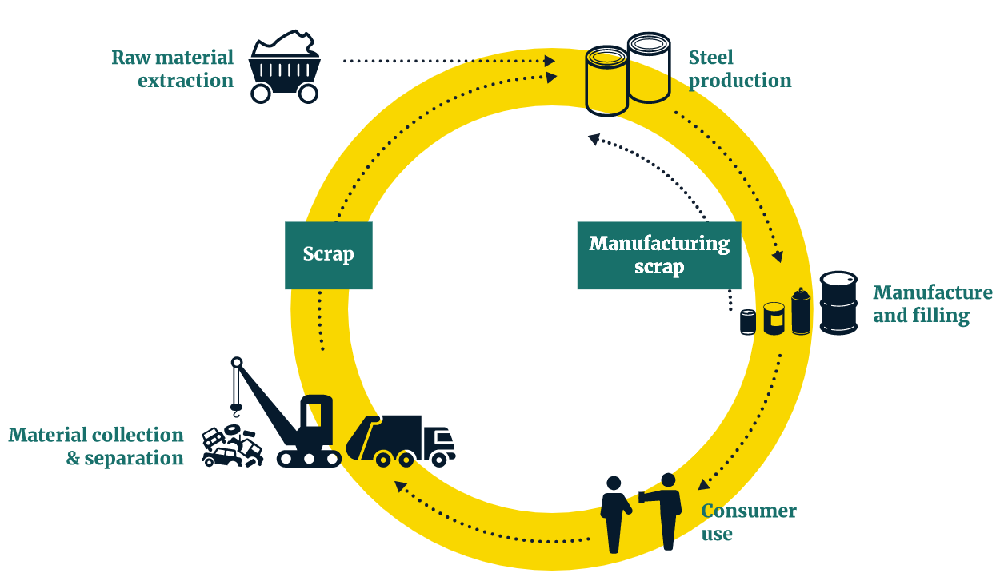 Raw material
extraction
Steel
production
Scrap
Manufacturing
scrap
Manufacture
and filling
Material collection
& separation
Consumer
use